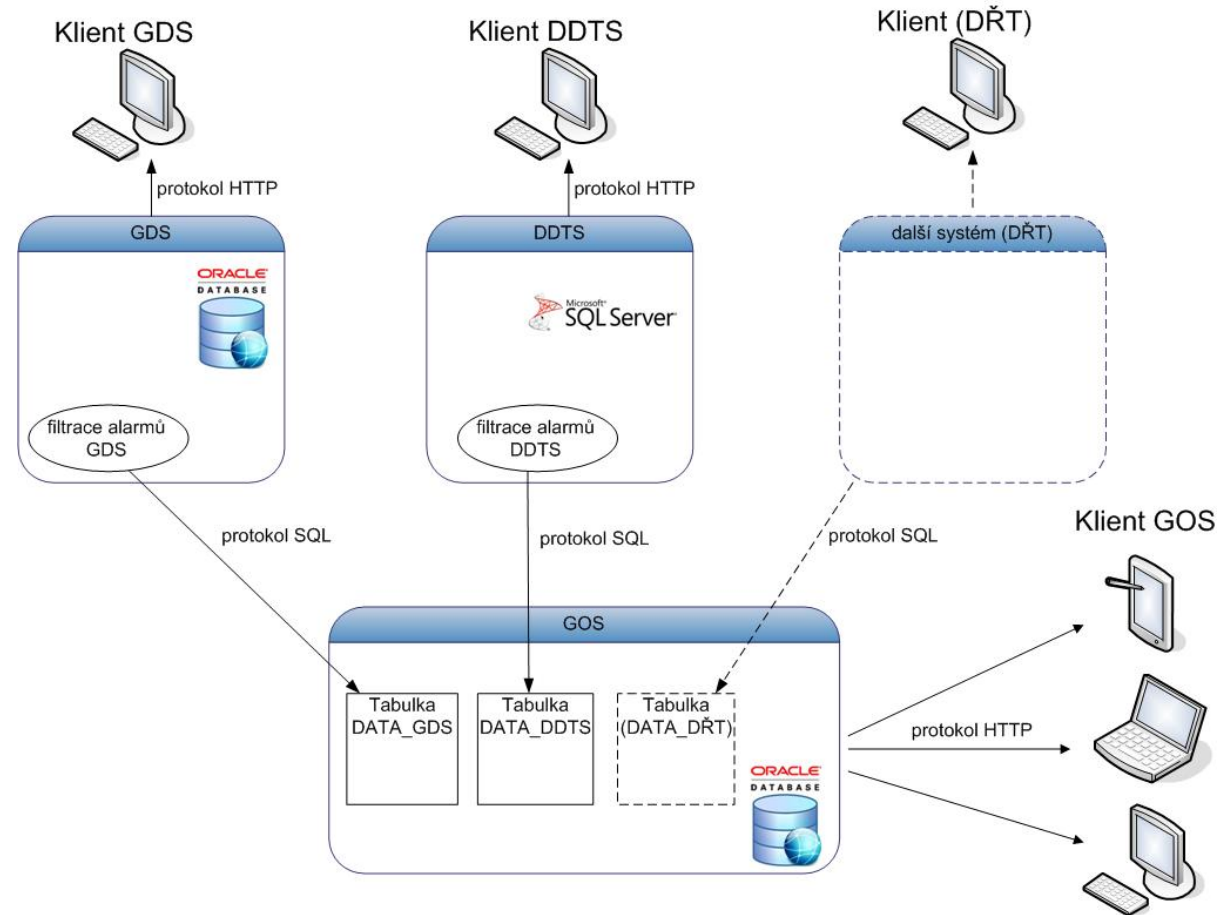 Klient GDS
Klient DDTS
Klient (DŘT)
protokol HTTP
protokol HTTP
GDS
DDTS
další systém (DŘT)
ORACLE
DATABASE
Microsoft
SQL Server
filtrace alarmů
GDS
filtrace alarmů
DDTS
protokol SQL
protokol SQL
protokol SQL
Klient GOS
GOS
Tabulka
DATA_GDS
Tabulka
DATA_DDTS
Tabulka
(DATA_DŘT)
protokol HTTP
ORACLE
DATABASE